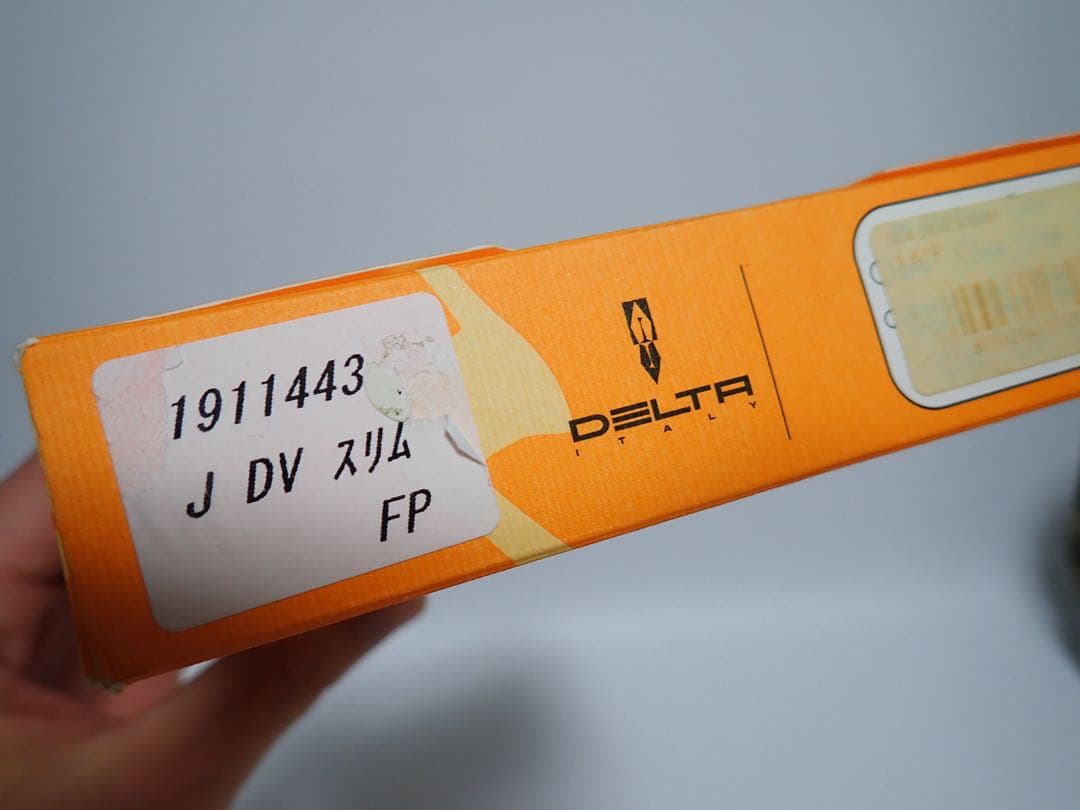 1911443
J DV ｽﾘﾑ
FP
DELTA
ITALY